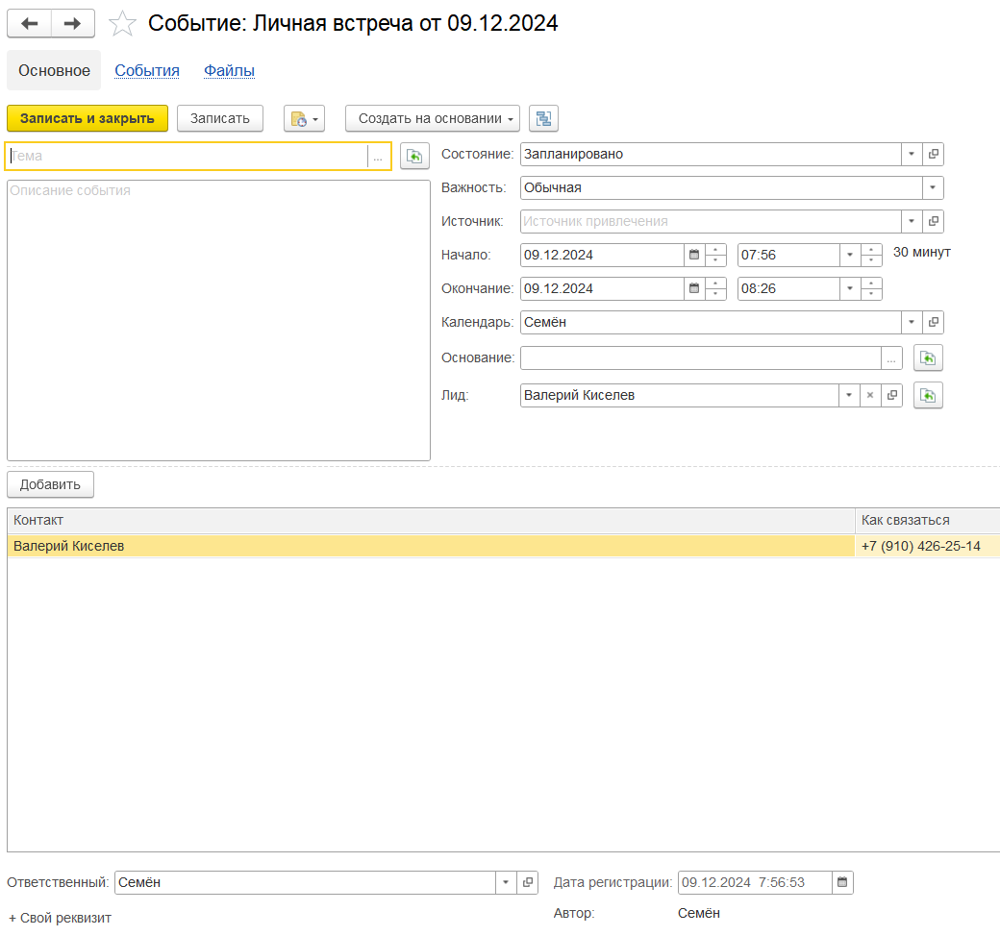 Событие: Личная встреча от 09.12.2024
Основное События Файлы
Записать и закрыть Записать Создать на основании
Тема ...
Описание события
Состояние: Запланировано
Важность: Обычная
Источник: Источник привлечения
Начало: 09.12.2024 07:56 30 минут
Окончание: 09.12.2024 08:26
Календарь: Семён
Основание: ...
Лид: Валерий Киселев
Добавить
Контакт Как связаться
Валерий Киселев +7 (910) 426-25-14
Ответственный: Семён Дата регистрации: 09.12.2024 7:56:53
+ Свой реквизит Автор: Семён